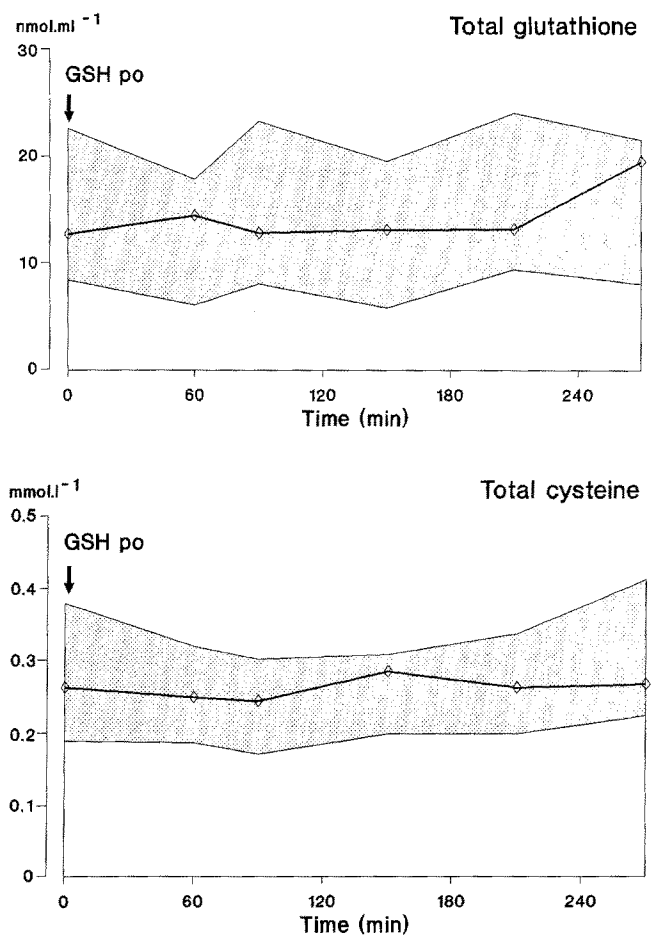 nmol.ml⁻¹
Total glutathione
30
GSH po
20
10
0
0 60 120 180 240
Time (min)
mmol.l⁻¹
Total cysteine
0.5
GSH po
0.4
0.3
0.2
0.1
0
0 60 120 180 240
Time (min)